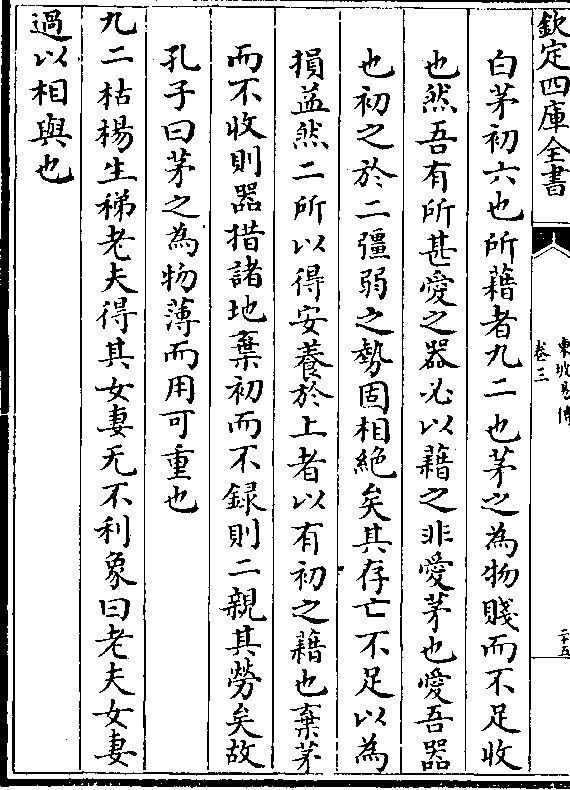 欽定四庫全書
東坡易傳
卷三
二十五
白茅初六也所藉者九二也茅之為物賤而不足收
也然吾有所甚愛之器必以藉之非愛茅也愛吾器
也初之於二彊弱之勢固相絶矣其存亡不足以為
損益然二所以得安養於上者以有初之藉也棄茅
而不收則器措諸地棄初而不録則二親其勞矣故
孔子曰茅之為物薄而用可重也
九二枯楊生稊老夫得其女妻无不利象曰老夫女妻
過以相與也